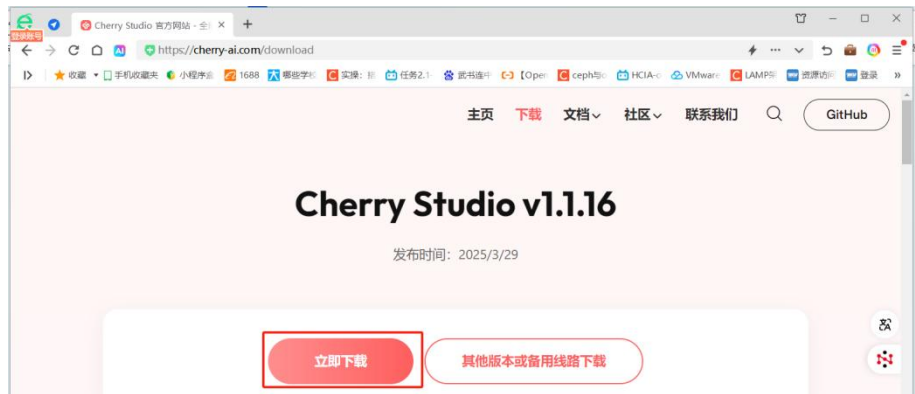 Cherry Studio 官方网站 - 全
登录账号
https://cherry-ai.com/download
收藏 手机收藏夹 小程序 1688 哪些学 实操: 任务2.1 武书连 【Oper ceph与 HCIA- VMware LAMP 资源访问 登录
主页 下载 文档 社区 联系我们 GitHub
Cherry Studio v1.1.16
发布时间：2025/3/29
立即下载 其他版本或备用线路下载